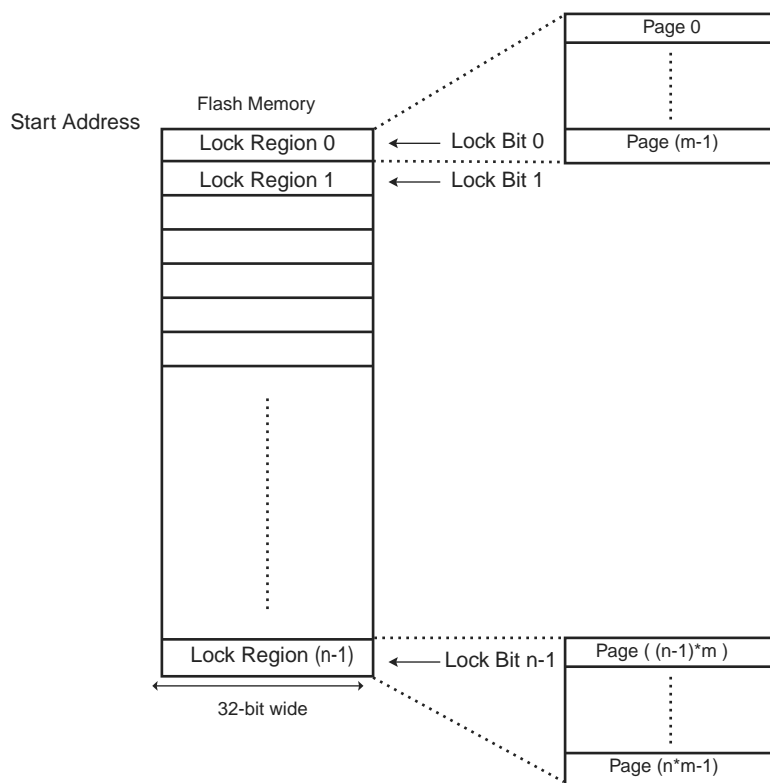 Page 0
Flash Memory
Start Address
Lock Region 0
Lock Bit 0
Page (m-1)
Lock Region 1
Lock Bit 1
Lock Region (n-1)
Lock Bit n-1
Page ( (n-1)*m )
32-bit wide
Page (n*m-1)